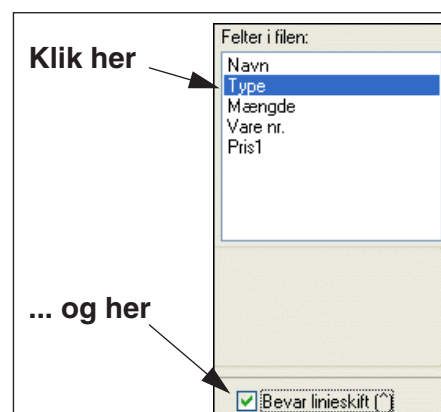 Klik her
Felter i filen:
Navn
Type
Mængde
Vare nr.
Pris1
... og her
Bevar linieskift (^)